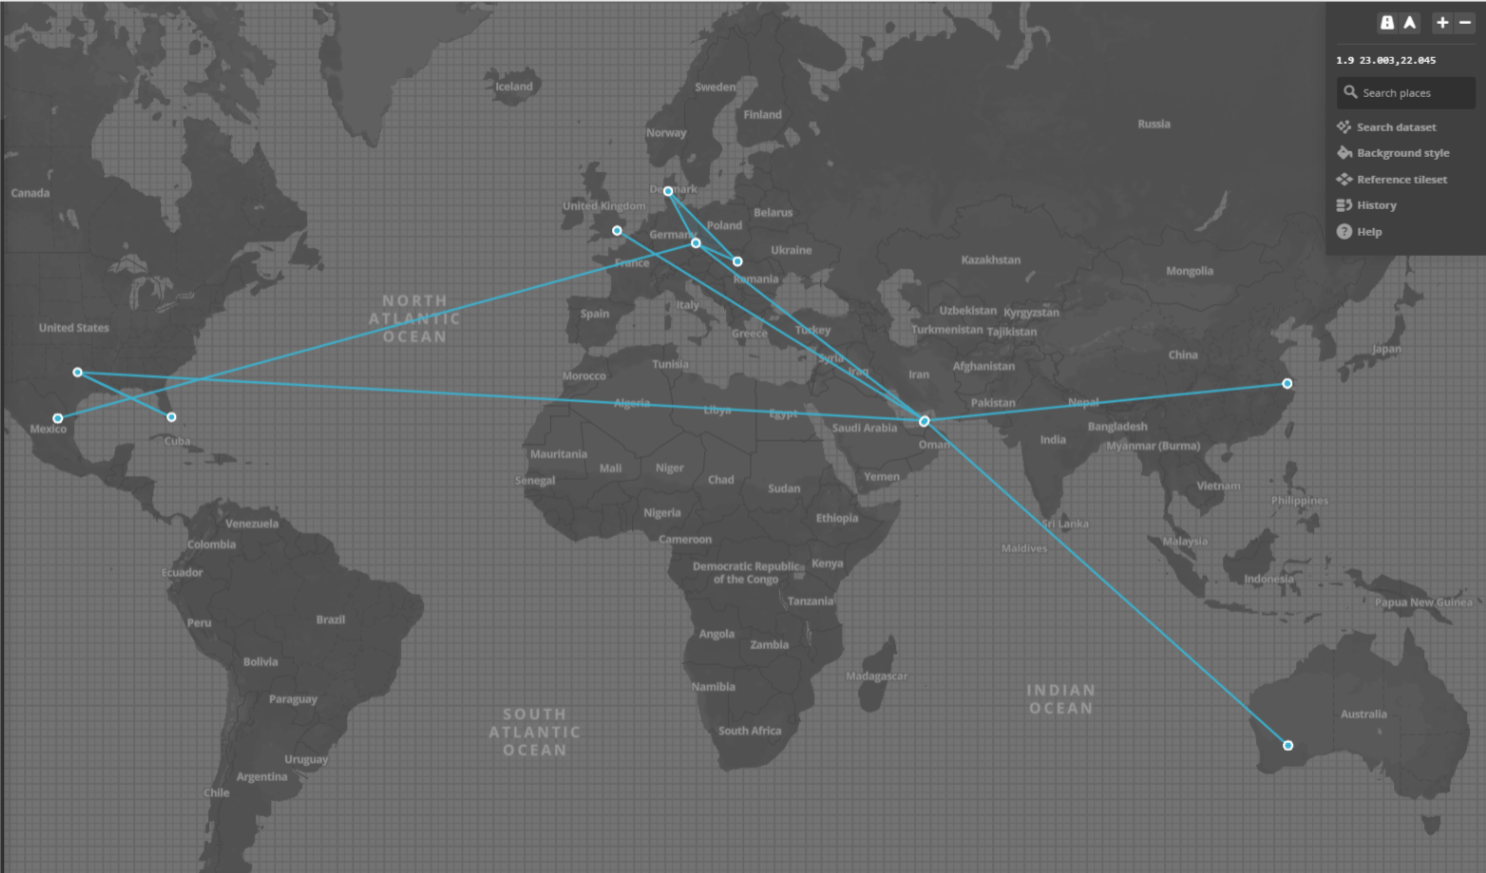 1.9 23.003,22.045
Search places
Search dataset
Background style
Reference tileset
History
Help
Iceland
Sweden
Finland
Norway
Russia
Denmark
Canada
United Kingdom
Belarus
Poland
Germany
Ukraine
France
Kazakhstan
Mongolia
Romania
NORTH
ATLANTIC
OCEAN
Italy
Spain
Uzbekistan
Kyrgyzstan
United States
Greece
Turkey
Turkmenistan
Tajikistan
Japan
China
Syria
Tunisia
Iraq
Iran
Afghanistan
Morocco
Algeria
Libya
Egypt
Pakistan
Nepal
Mexico
Saudi Arabia
Bangladesh
Cuba
Oman
India
Myanmar (Burma)
Mauritania
Mali
Niger
Chad
Yemen
Senegal
Sudan
Vietnam
Philippines
Nigeria
Ethiopia
Venezuela
Sri Lanka
Colombia
Cameroon
Malaysia
Maldives
Democratic Republic
of the Congo
Kenya
Ecuador
Indonesia
Tanzania
Papua New Guinea
Peru
Brazil
Angola
Zambia
Bolivia
Madagascar
Namibia
INDIAN
OCEAN
Paraguay
SOUTH
ATLANTIC
OCEAN
Australia
South Africa
Uruguay
Argentina
Chile